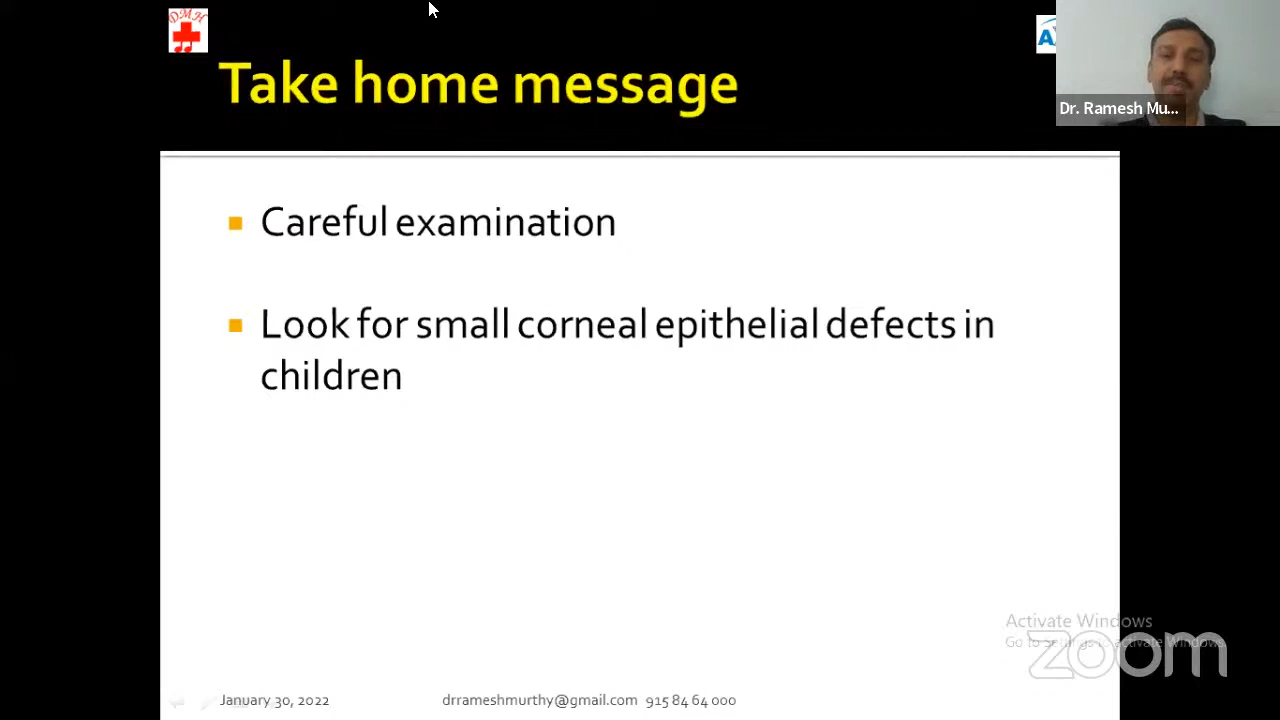 DMH
A
Take home message
Dr. Ramesh Mu...
Careful examination
Look for small corneal epithelial defects in
children
Activate Windows
Go to Settings to activate Windows.
zoom
January 30, 2022
drrameshmurthy@gmail.com 915 84 64 000